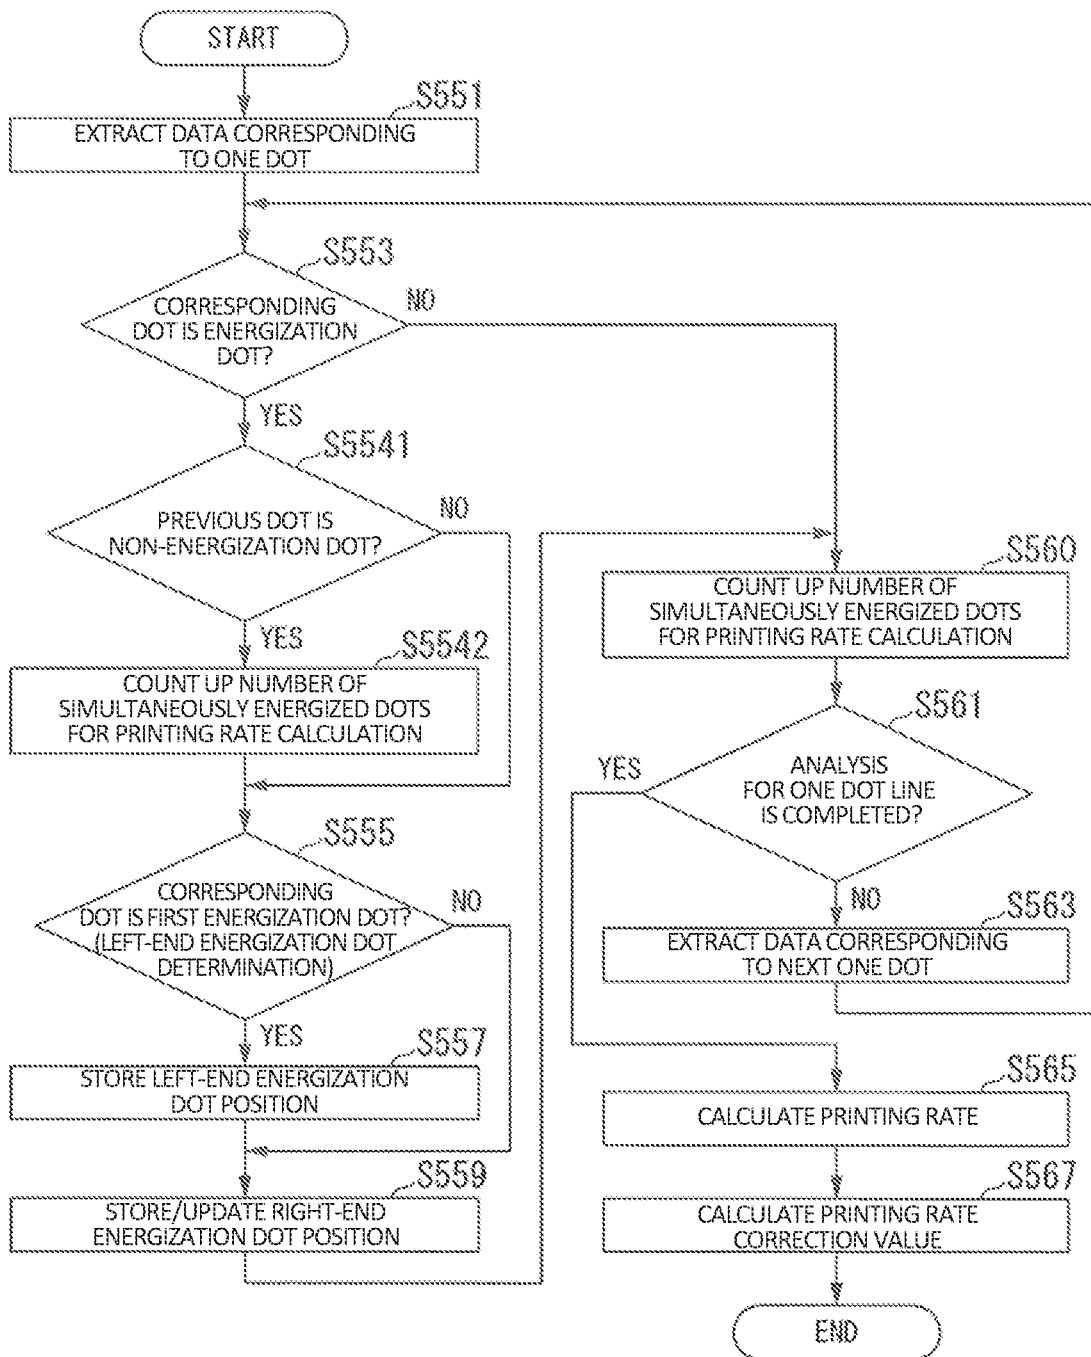 START
S551
EXTRACT DATA CORRESPONDING
TO ONE DOT
S553
CORRESPONDING
DOT IS ENERGIZATION
DOT?
NO
YES
S5541
PREVIOUS DOT IS
NON-ENERGIZATION DOT?
NO
YES
S5542
COUNT UP NUMBER OF
SIMULTANEOUSLY ENERGIZED DOTS
FOR PRINTING RATE CALCULATION
S555
CORRESPONDING
DOT IS FIRST ENERGIZATION DOT?
(LEFT-END ENERGIZATION DOT
DETERMINATION)
NO
YES
S557
STORE LEFT-END ENERGIZATION
DOT POSITION
S559
STORE/UPDATE RIGHT-END
ENERGIZATION DOT POSITION
S560
COUNT UP NUMBER OF
SIMULTANEOUSLY ENERGIZED DOTS
FOR PRINTING RATE CALCULATION
S561
ANALYSIS
FOR ONE DOT LINE
IS COMPLETED?
YES
NO
S563
EXTRACT DATA CORRESPONDING
TO NEXT ONE DOT
S565
CALCULATE PRINTING RATE
S567
CALCULATE PRINTING RATE
CORRECTION VALUE
END